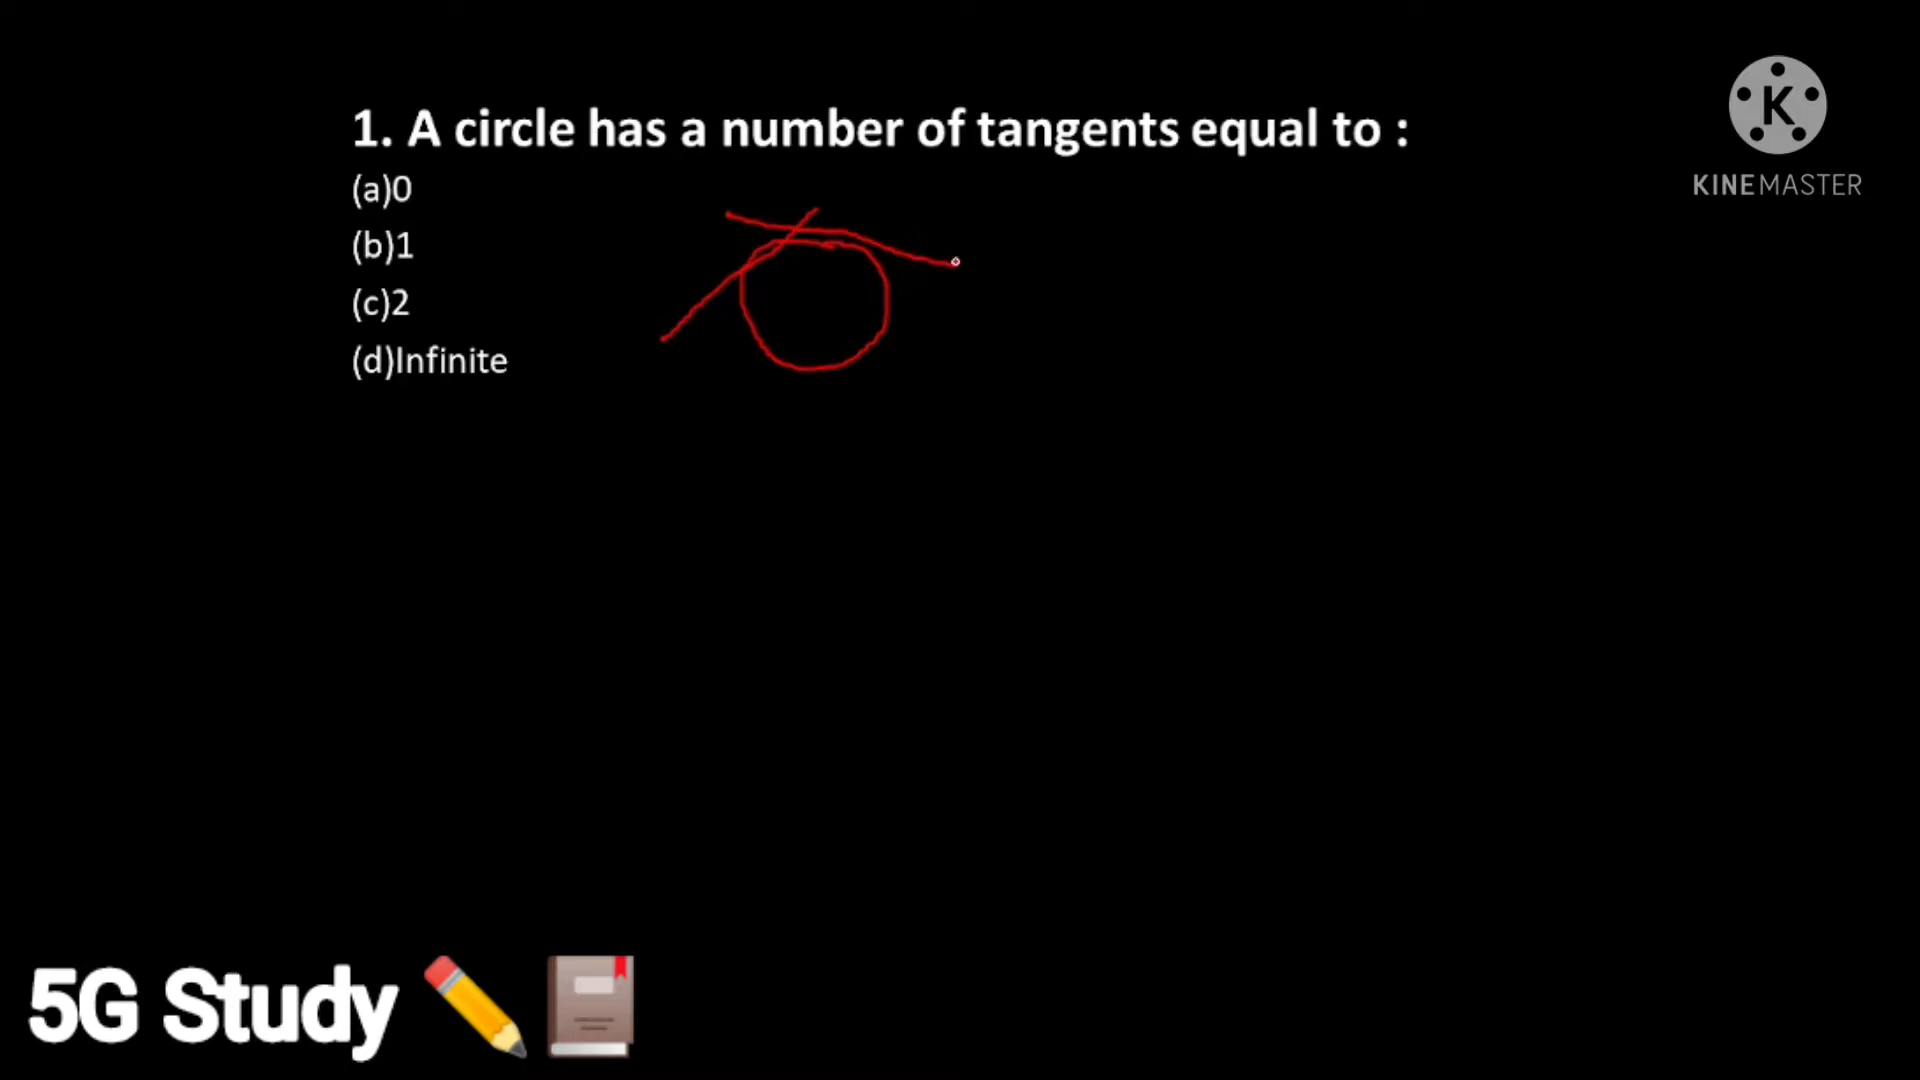 1. A circle has a number of tangents equal to :
(a)0
(b)1
(c)2
(d)Infinite
K
KINEMASTER
5G Study